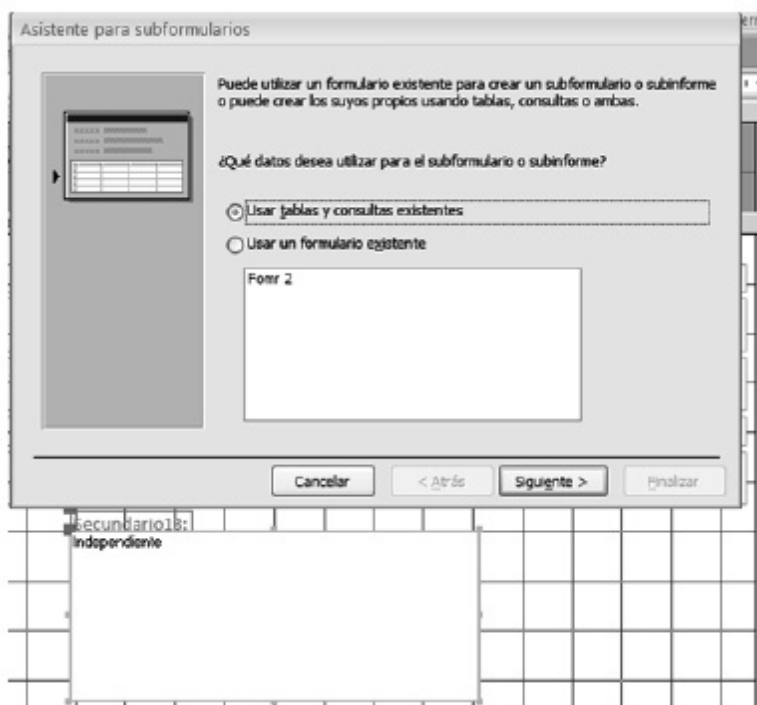 Asistente para subformularios
Puede utilizar un formulario existente para crear un subformulario o subinforme
o puede crear los suyos propios usando tablas, consultas o ambas.
¿Qué datos desea utilizar para el subformulario o subinforme?
Usar tablas y consultas existentes
Usar un formulario existente
Fomr 2
Cancelar
< Atrás
Siguiente >
Finalizar
Secundario13:
Independiente